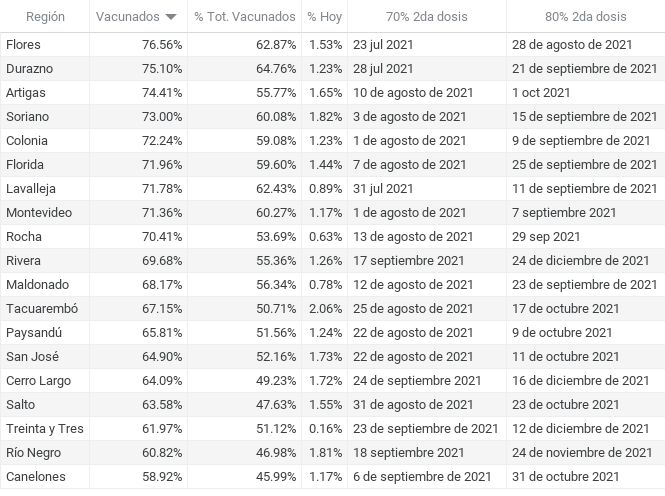 Región Vacunados % Tot. Vacunados % Hoy 70% 2da dosis 80% 2da dosis
Flores 76.56% 62.87% 1.53% 23 jul 2021 28 de agosto de 2021
Durazno 75.10% 64.76% 1.23% 28 jul 2021 21 de septiembre de 2021
Artigas 74.41% 55.77% 1.65% 10 de agosto de 2021 1 oct 2021
Soriano 73.00% 60.08% 1.82% 3 de agosto de 2021 15 de septiembre de 2021
Colonia 72.24% 59.08% 1.23% 1 de agosto de 2021 9 de septiembre de 2021
Florida 71.96% 59.60% 1.44% 7 de agosto de 2021 25 de septiembre de 2021
Lavalleja 71.78% 62.43% 0.89% 31 jul 2021 11 de septiembre de 2021
Montevideo 71.36% 60.27% 1.17% 1 de agosto de 2021 7 septiembre 2021
Rocha 70.41% 53.69% 0.63% 13 de agosto de 2021 29 sep 2021
Rivera 69.68% 55.36% 1.26% 17 septiembre 2021 24 de diciembre de 2021
Maldonado 68.17% 56.34% 0.78% 12 de agosto de 2021 23 de septiembre de 2021
Tacuarembó 67.15% 50.71% 2.06% 25 de agosto de 2021 17 de octubre 2021
Paysandú 65.81% 51.56% 1.24% 22 de agosto de 2021 9 de octubre 2021
San José 64.90% 52.16% 1.73% 22 de agosto de 2021 11 de octubre 2021
Cerro Largo 64.09% 49.23% 1.72% 24 de septiembre 2021 16 de diciembre de 2021
Salto 63.58% 47.63% 1.55% 31 de agosto de 2021 23 de octubre 2021
Treinta y Tres 61.97% 51.12% 0.16% 23 de septiembre de 2021 12 de diciembre de 2021
Río Negro 60.82% 46.98% 1.81% 18 septiembre 2021 24 de noviembre de 2021
Canelones 58.92% 45.99% 1.17% 6 de septiembre de 2021 31 de octubre 2021